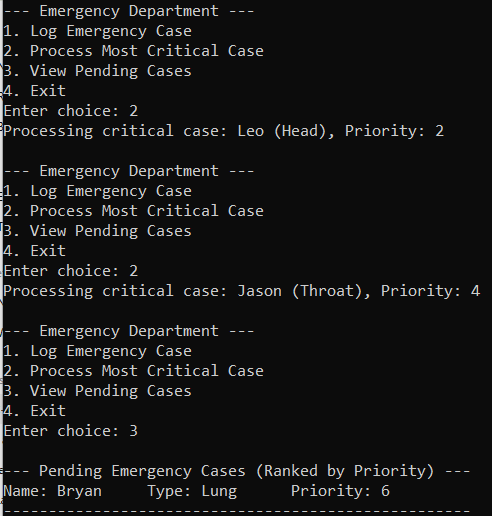 --- Emergency Department ---
1. Log Emergency Case
2. Process Most Critical Case
3. View Pending Cases
4. Exit
Enter choice: 2
Processing critical case: Leo (Head), Priority: 2
--- Emergency Department ---
1. Log Emergency Case
2. Process Most Critical Case
3. View Pending Cases
4. Exit
Enter choice: 2
Processing critical case: Jason (Throat), Priority: 4
--- Emergency Department ---
1. Log Emergency Case
2. Process Most Critical Case
3. View Pending Cases
4. Exit
Enter choice: 3
--- Pending Emergency Cases (Ranked by Priority) ---
Name: Bryan     Type: Lung      Priority: 6
------------------------------------------------------